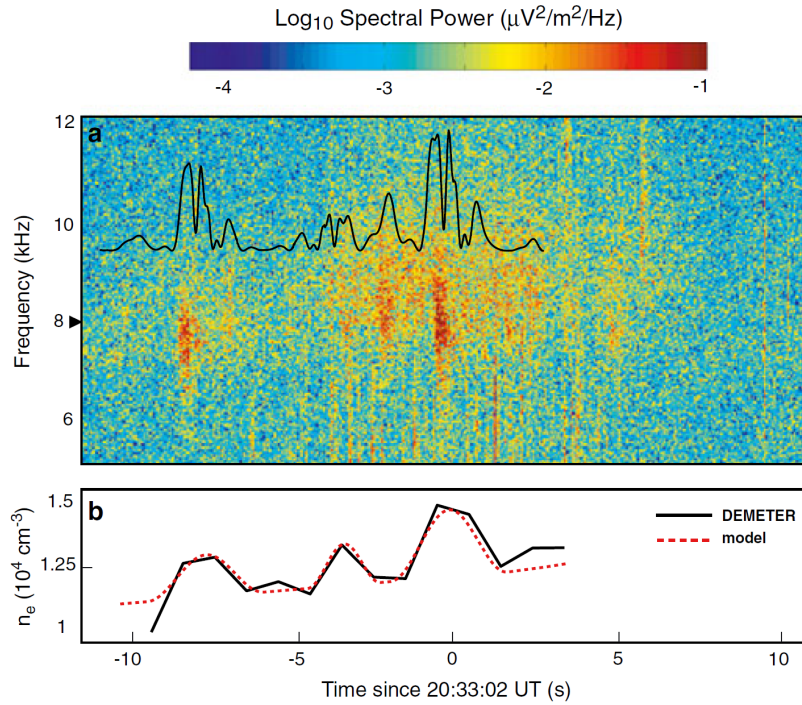 Log₁₀ Spectral Power (μV²/m²/Hz)
-4 -3 -2 -1
a
12
10
8
6
Frequency (kHz)
b
1.5
1.25
1
nₑ (10⁴ cm⁻³)
DEMETER
model
-10 -5 0 5 10
Time since 20:33:02 UT (s)